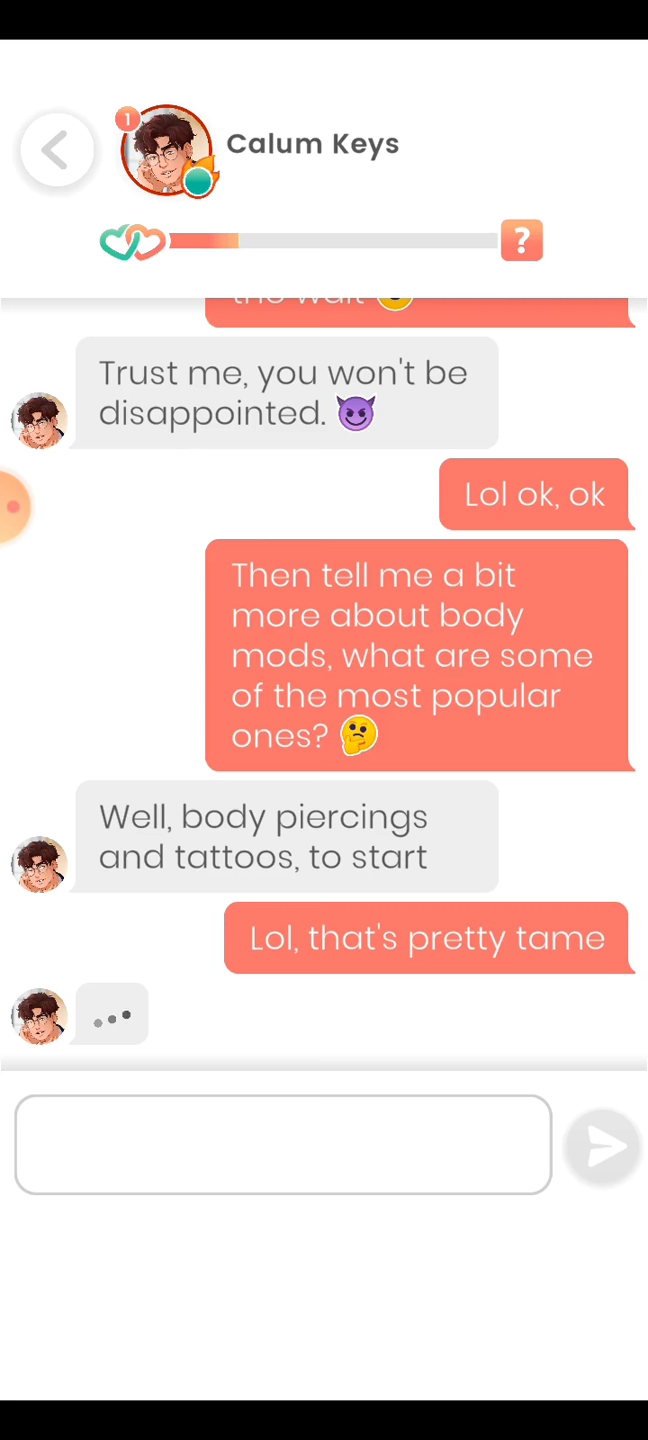 1
Calum Keys
?
the wait
Trust me, you won't be
disappointed. 😈
Lol ok, ok
Then tell me a bit
more about body
mods, what are some
of the most popular
ones? 🤔
Well, body piercings
and tattoos, to start
Lol, that's pretty tame
...